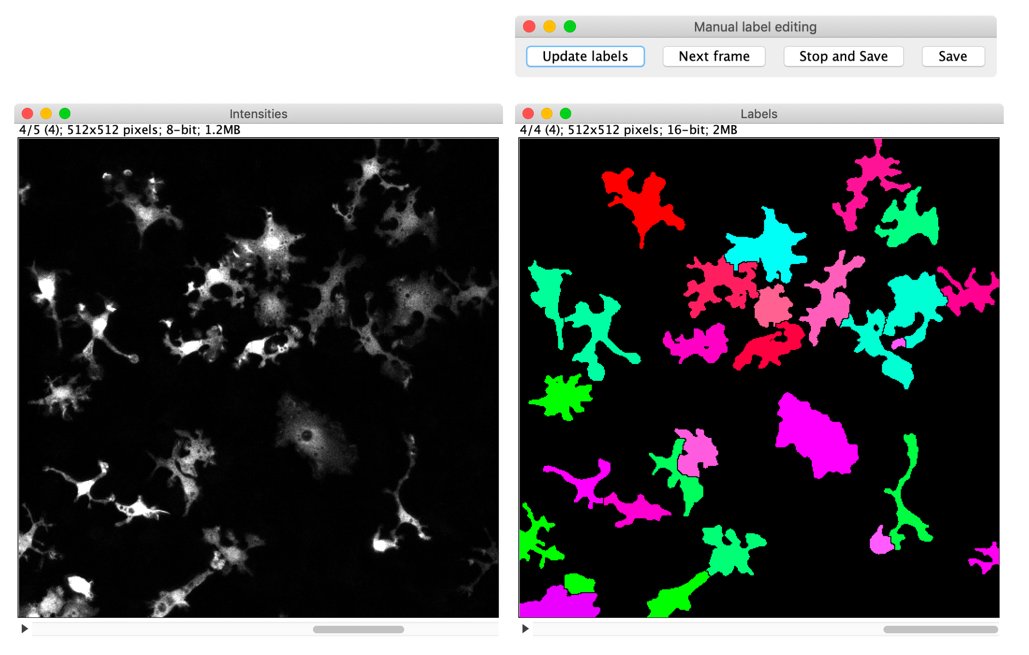 Manual label editing
Update labels
Next frame
Stop and Save
Save
Intensities
4/5 (4); 512x512 pixels; 8-bit; 1.2MB
Labels
4/4 (4); 512x512 pixels; 16-bit; 2MB